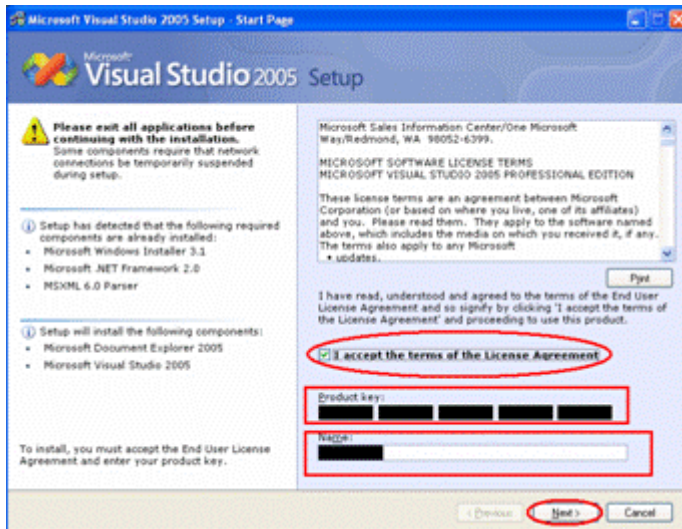 Microsoft Visual Studio 2005 Setup - Start Page
Microsoft
Visual Studio 2005 Setup
Please exit all applications before
continuing with the installation.
Some components require that network
connections be temporarily suspended
during setup.
Setup has detected that the following required
components are already installed:
• Microsoft Windows Installer 3.1
• Microsoft .NET Framework 2.0
• MSXML 6.0 Parser
Setup will install the following components:
• Microsoft Document Explorer 2005
• Microsoft Visual Studio 2005
To install, you must accept the End User License
Agreement and enter your product key.
Microsoft Sales Information Center/One Microsoft
Way/Redmond, WA 98052-6399.
MICROSOFT SOFTWARE LICENSE TERMS
MICROSOFT VISUAL STUDIO 2005 PROFESSIONAL EDITION
These license terms are an agreement between Microsoft
Corporation (or based on where you live, one of its affiliates)
and you. Please read them. They apply to the software named
above, which includes the media on which you received it, if any.
The terms also apply to any Microsoft
• updates,
Print
I have read, understood and agreed to the terms of the End User
License Agreement and so signify by clicking 'I accept the terms of
the License Agreement' and proceeding to use this product.
I accept the terms of the License Agreement
Product key:
Name:
< Previous
Next >
Cancel